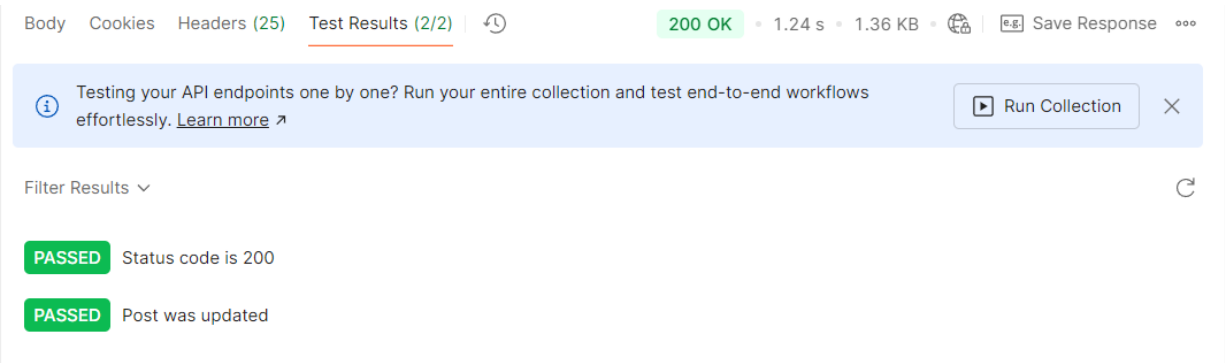 Body Cookies Headers (25) Test Results (2/2) 200 OK 1.24 s 1.36 KB e.g. Save Response
Testing your API endpoints one by one? Run your entire collection and test end-to-end workflows
effortlessly. Learn more ↗ Run Collection
Filter Results
PASSED Status code is 200
PASSED Post was updated